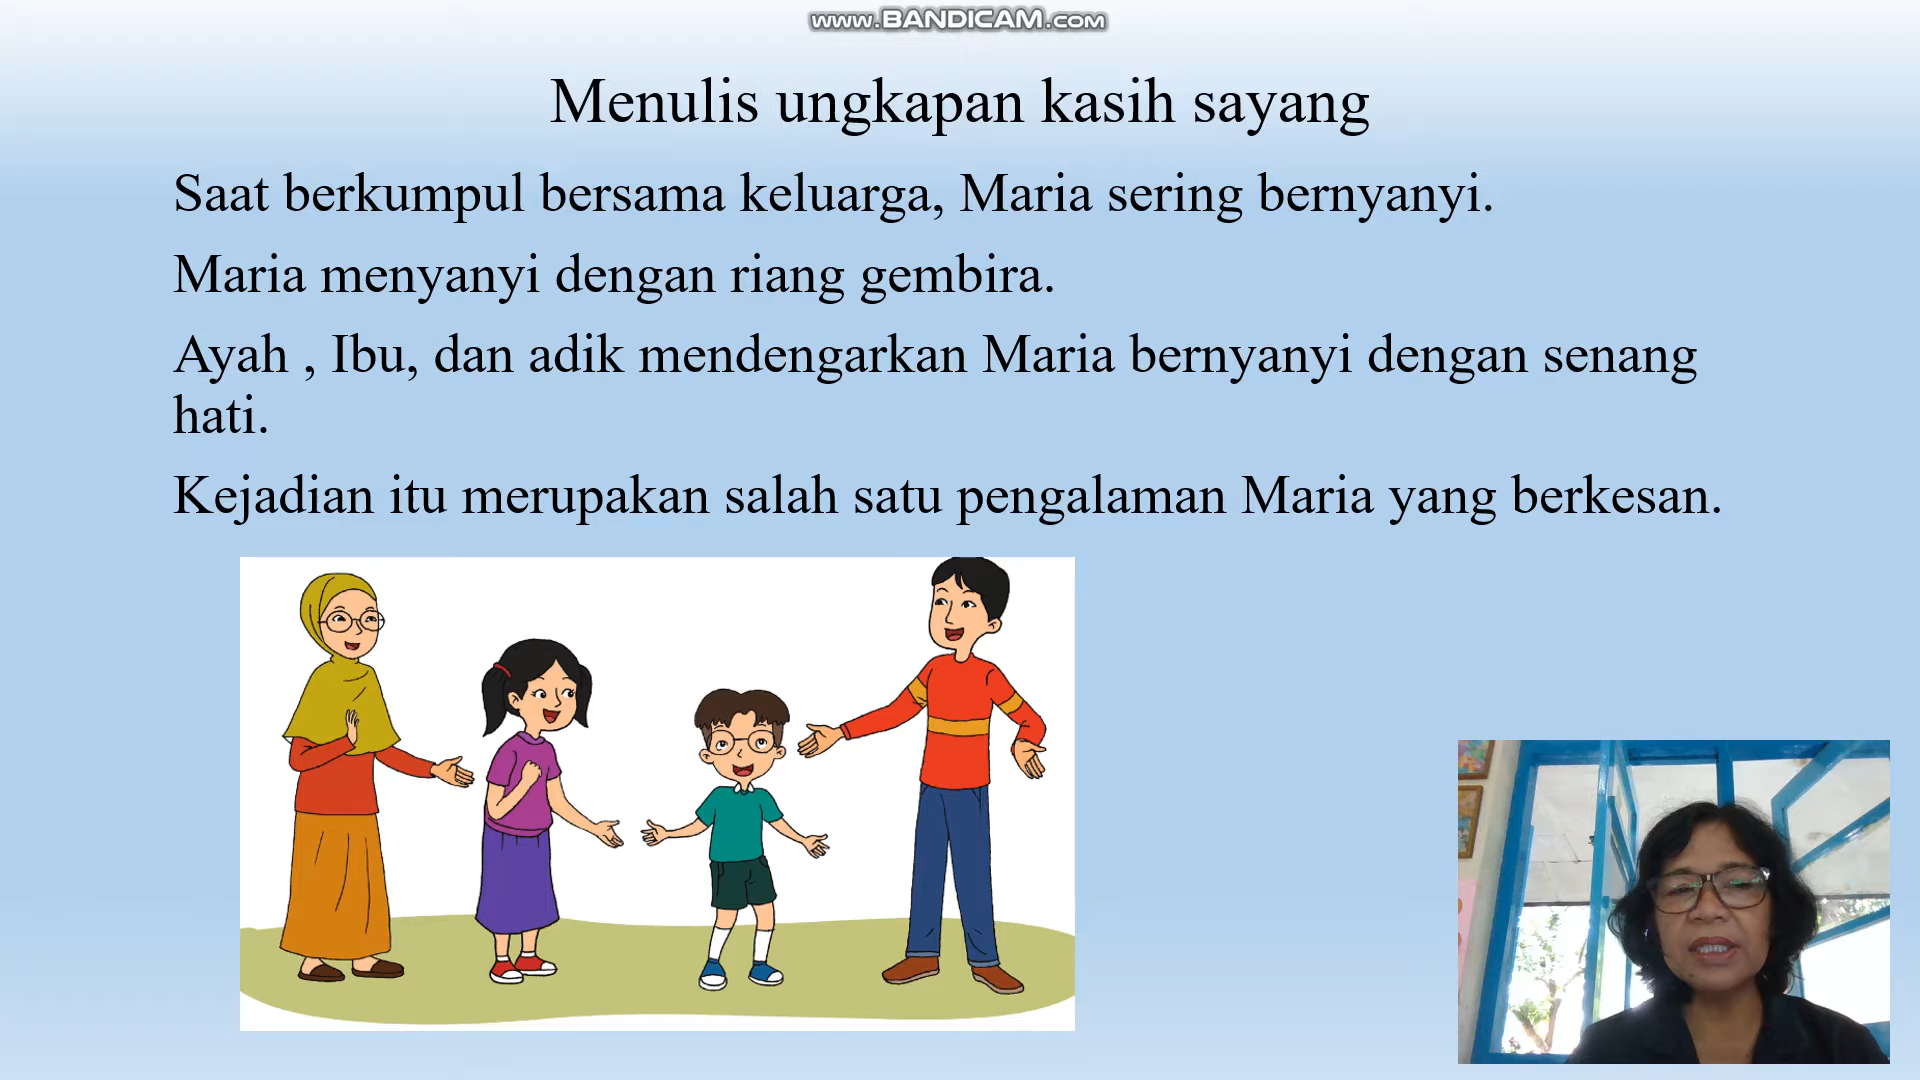 www.BANDICAM.com
Menulis ungkapan kasih sayang
Saat berkumpul bersama keluarga, Maria sering bernyanyi.
Maria menyanyi dengan riang gembira.
Ayah , Ibu, dan adik mendengarkan Maria bernyanyi dengan senang
hati.
Kejadian itu merupakan salah satu pengalaman Maria yang berkesan.